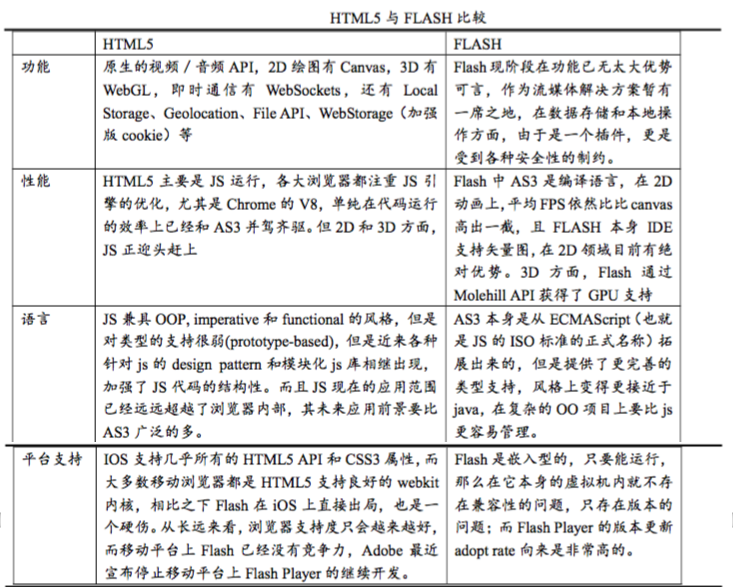 HTML5 与 FLASH 比较
HTML5
FLASH
功能
原生的视频 / 音频 API，2D 绘图有 Canvas，3D 有
WebGL，即时通信有 WebSockets，还有 Local
Storage、Geolocation、File API、WebStorage（加强
版 cookie）等
Flash 现阶段在功能已无太大优势
可言，作为流媒体解决方案暂有
一席之地，在数据存储和本地操
作方面，由于是一个插件，更是
受到各种安全性的制约。
性能
HTML5 主要是 JS 运行，各大浏览器都注重 JS 引
擎的优化，尤其是 Chrome 的 V8，单纯在代码运行
的效率上已经和 AS3 并驾齐驱。但 2D 和 3D 方面，
JS 正迎头赶上
Flash 中 AS3 是编译语言，在 2D
动画上，平均 FPS 依然比比 canvas
高出一截，且 FLASH 本身 IDE
支持矢量图，在 2D 领域目前有绝
对优势。3D 方面，Flash 通过
Molehill API 获得了 GPU 支持
语言
JS 兼具 OOP, imperative 和 functional 的风格，但是
对类型的支持很弱(prototype-based)，但是近来各种
针对 js 的 design pattern 和模块化 js 库相继出现，
加强了 JS 代码的结构性。而且 JS 现在的应用范围
已经远远超越了浏览器内部，其未来应用前景要比
AS3 广泛的多。
AS3 本身是从 ECMAScript（也就
是 JS 的 ISO 标准的正式名称）拓
展出来的，但是提供了更完善的
类型支持，风格上变得更接近于
java，在复杂的 OO 项目上要比 js
更容易管理。
平台支持
IOS 支持几乎所有的 HTML5 API 和 CSS3 属性，而
大多数移动浏览器都是 HTML5 支持良好的 webkit
内核，相比之下 Flash 在 iOS 上直接出局，也是一
个硬伤。从长远来看，浏览器支持度只会越来越好，
而移动平台上 Flash 已经没有竞争力，Adobe 最近
宣布停止移动平台上 Flash Player 的继续开发。
Flash 是嵌入型的，只要能运行，
那么在它本身的虚拟机内就不存
在兼容性的问题，只存在版本的
问题；而 Flash Player 的版本更新
adopt rate 向来是非常高的。